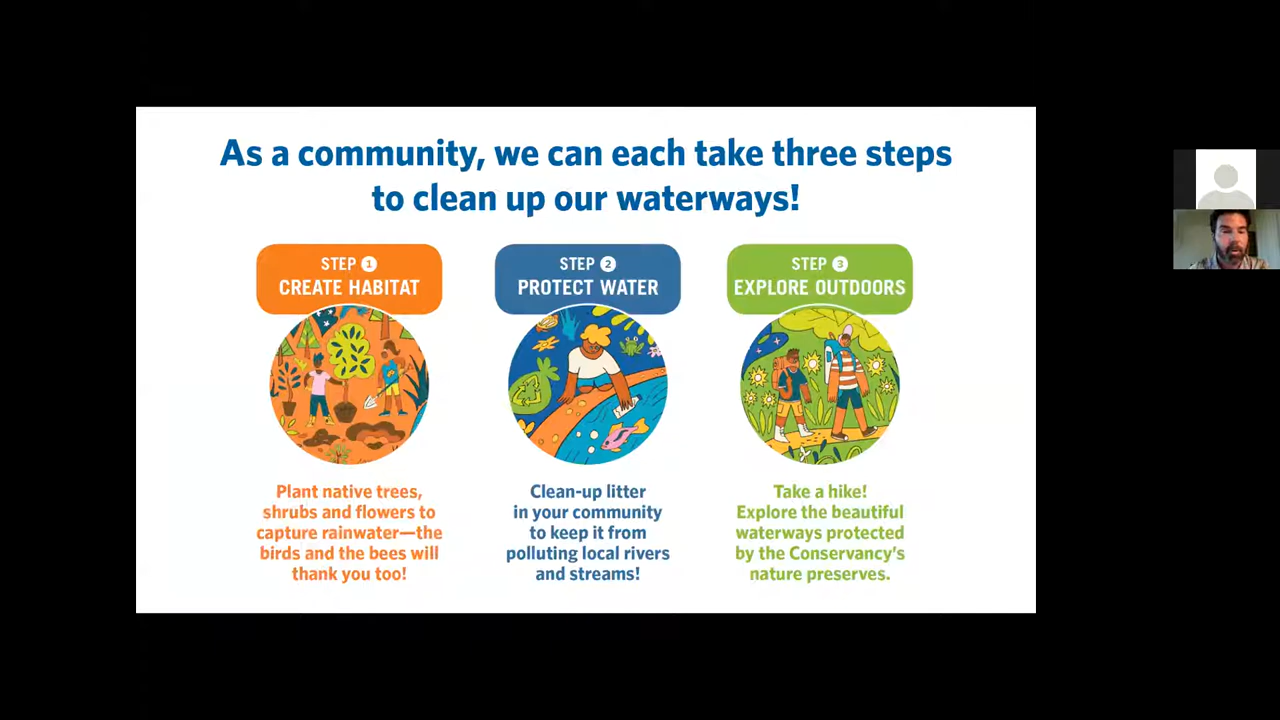 As a community, we can each take three steps
to clean up our waterways!
STEP 1
CREATE HABITAT
Plant native trees,
shrubs and flowers to
capture rainwater—the
birds and the bees will
thank you too!
STEP 2
PROTECT WATER
Clean-up litter
in your community
to keep it from
polluting local rivers
and streams!
STEP 3
EXPLORE OUTDOORS
Take a hike!
Explore the beautiful
waterways protected
by the Conservancy's
nature preserves.